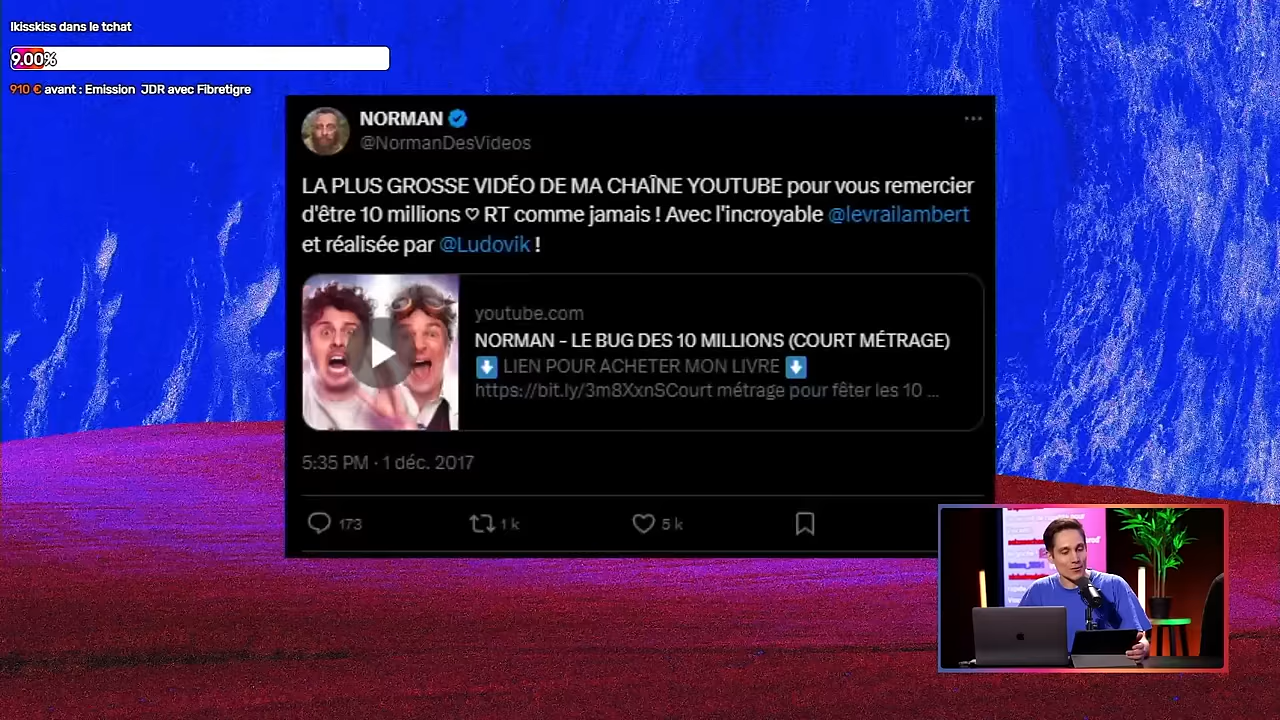 lkisskiss dans le tchat
9.00%
910 € avant : Emission JDR avec Fibretigre
NORMAN
@NormanDesVideos
LA PLUS GROSSE VIDÉO DE MA CHAÎNE YOUTUBE pour vous remercier
d'être 10 millions ♡ RT comme jamais ! Avec l'incroyable @levrailambert
et réalisée par @Ludovik !
youtube.com
NORMAN - LE BUG DES 10 MILLIONS (COURT MÉTRAGE)
⬇ LIEN POUR ACHETER MON LIVRE ⬇
https://bit.ly/3m8XxnSCourt métrage pour fêter les 10 ...
5:35 PM · 1 déc. 2017
173
1 k
5 k